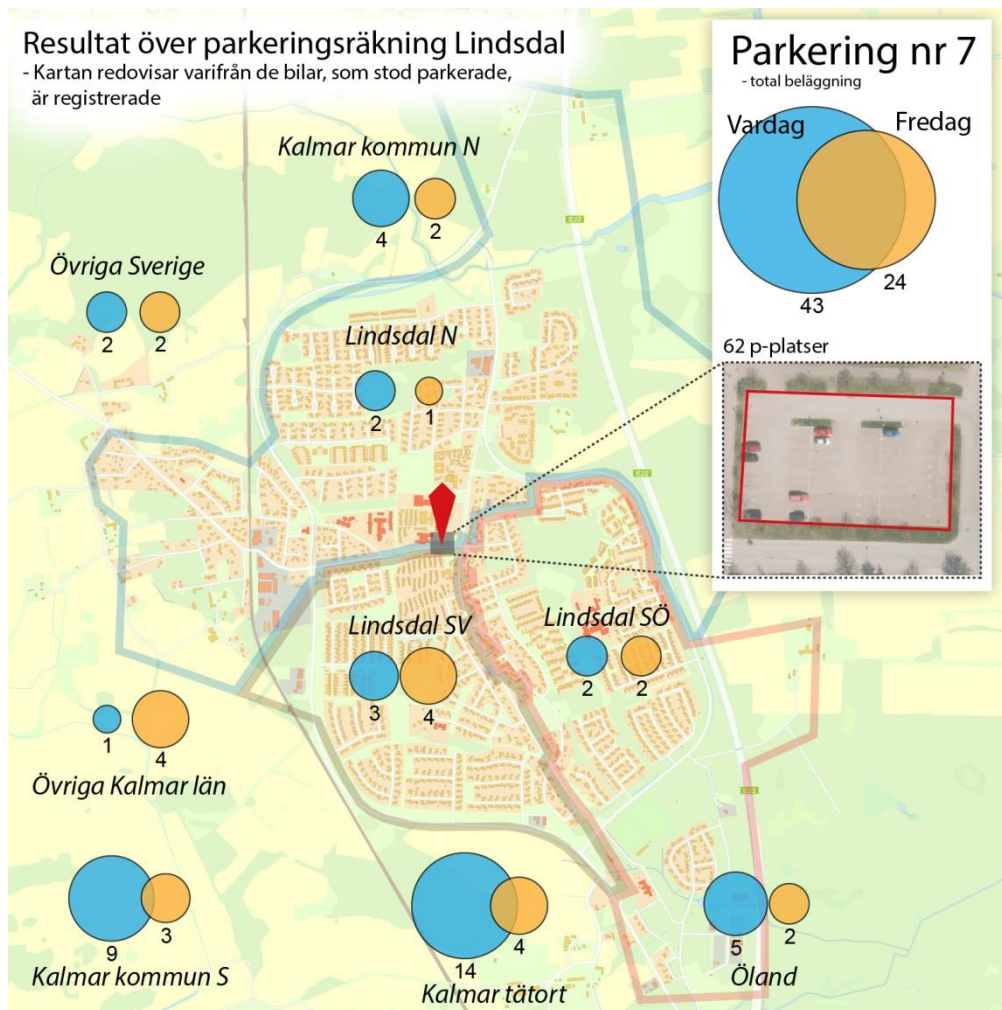 Resultat över parkeringsräkning Lindsdal
- Kartan redovisar varifrån de bilar, som stod parkerade,
är registrerade
Parkering nr 7
- total beläggning
Vardag
Fredag
43
24
62 p-platser
Kalmar kommun N
4
2
Övriga Sverige
2
2
Lindsdal N
2
1
Lindsdal SV
3
4
Lindsdal SÖ
2
2
1
4
Övriga Kalmar län
9
3
Kalmar kommun S
14
4
Kalmar tätort
5
2
Öland
E22
E22
E22